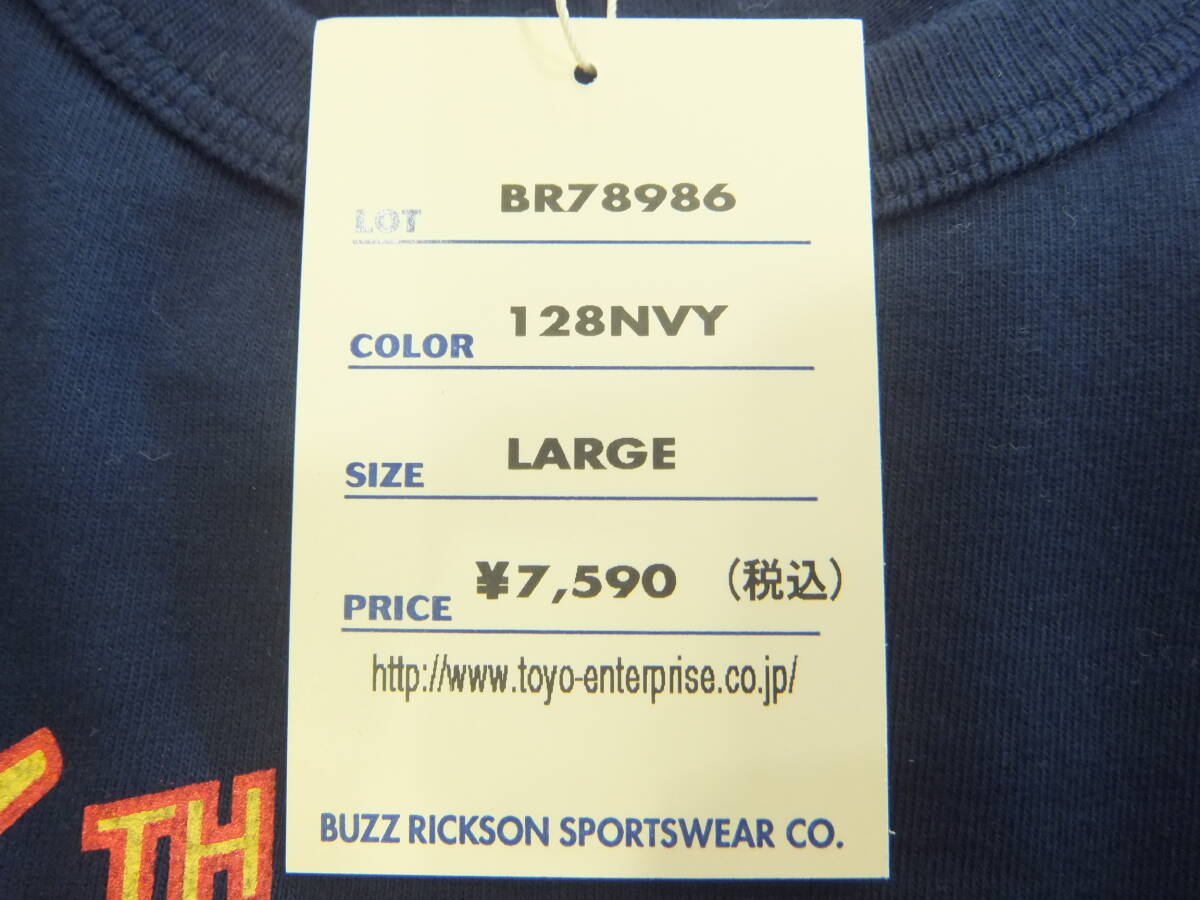 LOT BR78986
COLOR 128NVY
SIZE LARGE
PRICE ¥7,590 (税込)
http://www.toyo-enterprise.co.jp/
BUZZ RICKSON SPORTSWEAR CO.
TH